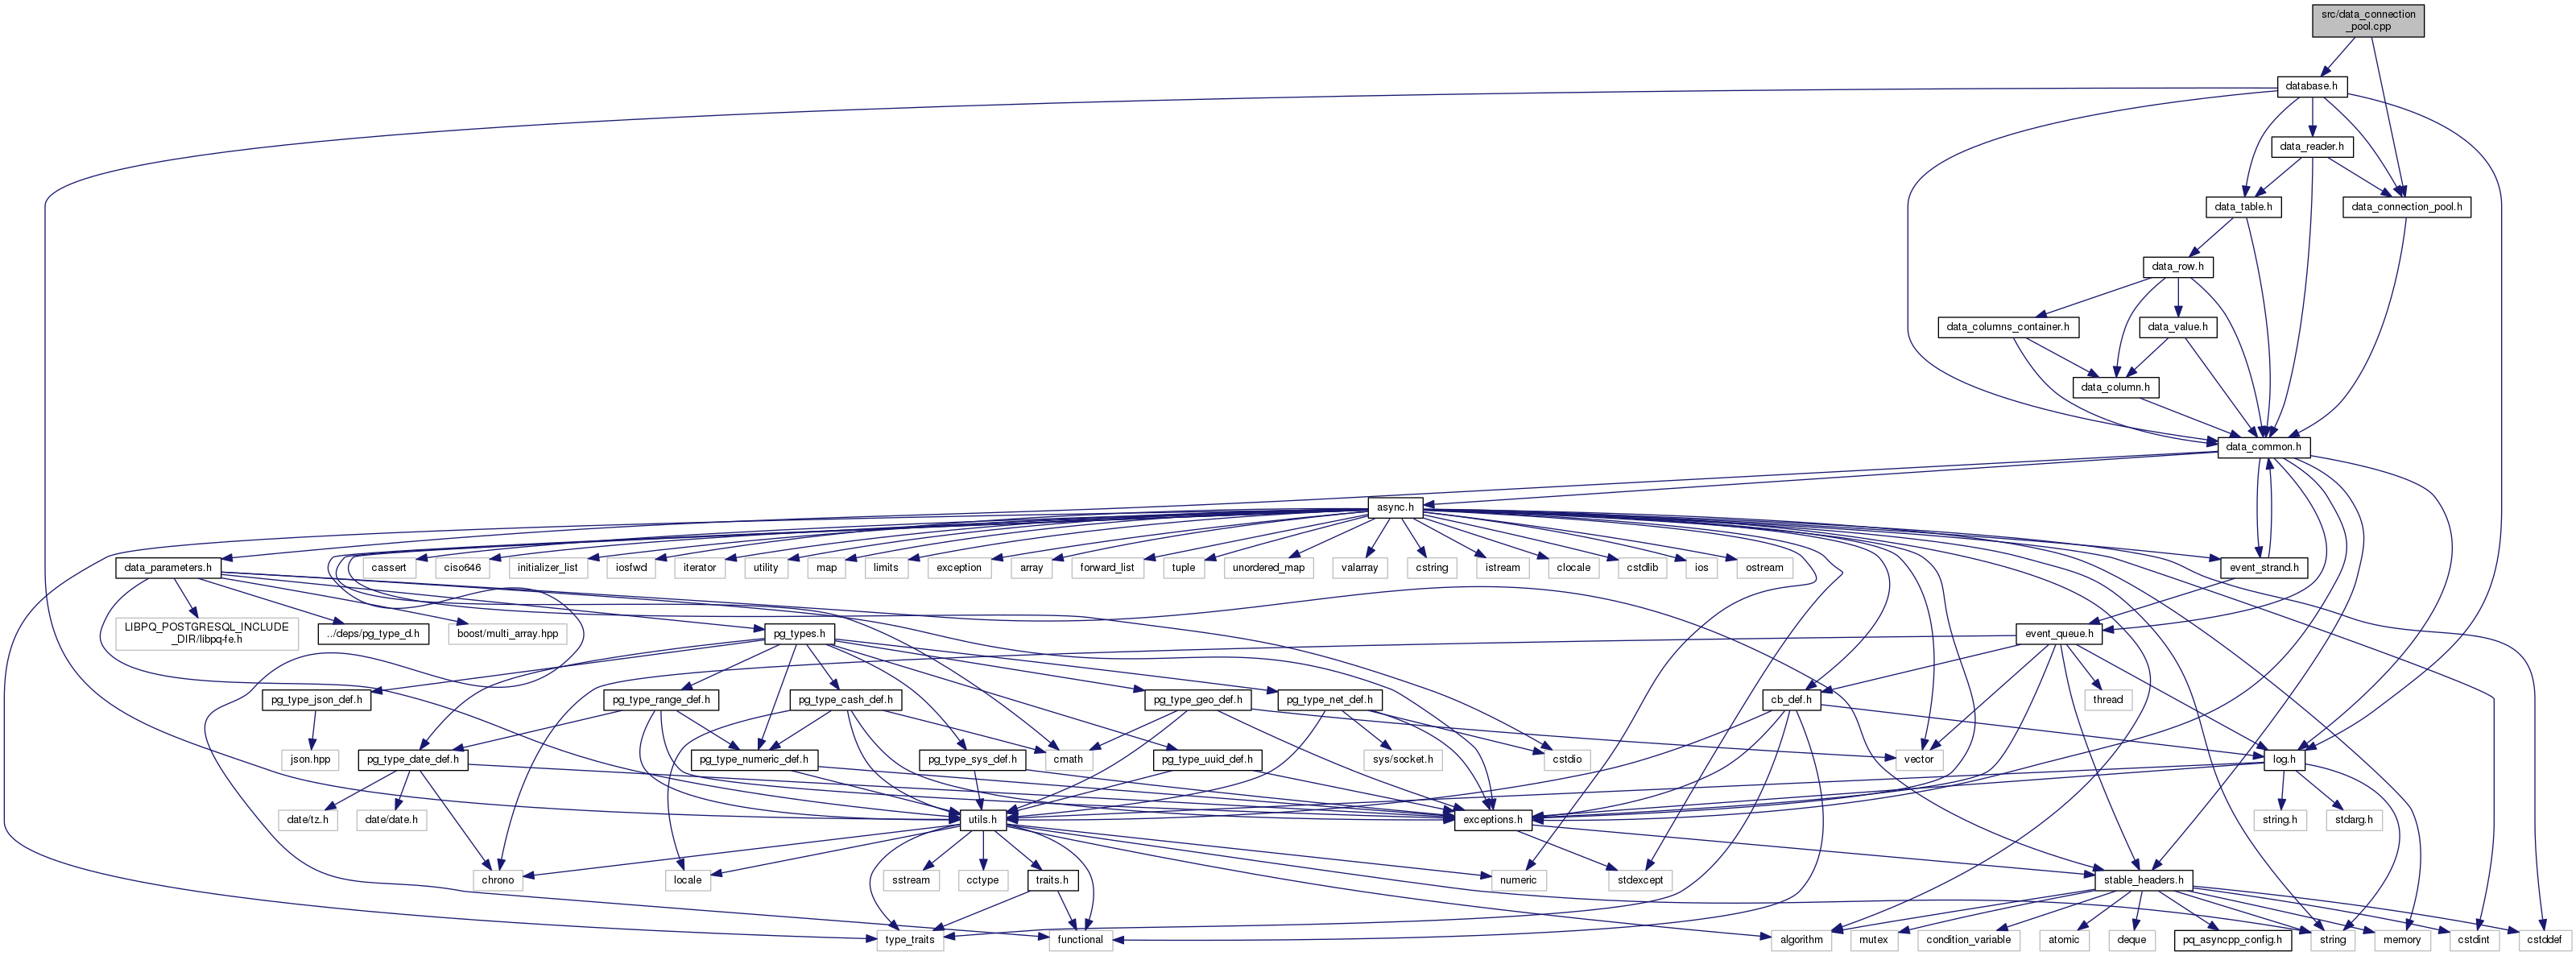 src/data_connection
_pool.cpp
database.h
data_reader.h
data_table.h
data_connection_pool.h
data_row.h
data_columns_container.h
data_value.h
data_column.h
data_common.h
async.h
data_parameters.h
cassert
ciso646
initializer_list
iosfwd
iterator
utility
map
limits
exception
array
forward_list
tuple
unordered_map
valarray
cstring
istream
clocale
cstdlib
ios
ostream
event_strand.h
LIBPQ_POSTGRESQL_INCLUDE
_DIR/libpq-fe.h
../deps/pg_type_d.h
boost/multi_array.hpp
pg_types.h
event_queue.h
pg_type_json_def.h
pg_type_range_def.h
pg_type_cash_def.h
pg_type_geo_def.h
pg_type_net_def.h
cb_def.h
thread
json.hpp
pg_type_date_def.h
pg_type_numeric_def.h
pg_type_sys_def.h
cmath
pg_type_uuid_def.h
sys/socket.h
cstdio
vector
log.h
date/tz.h
date/date.h
utils.h
exceptions.h
string.h
stdarg.h
chrono
locale
sstream
cctype
traits.h
numeric
stdexcept
stable_headers.h
type_traits
functional
algorithm
mutex
condition_variable
atomic
deque
pq_asyncpp_config.h
string
memory
cstdint
cstddef